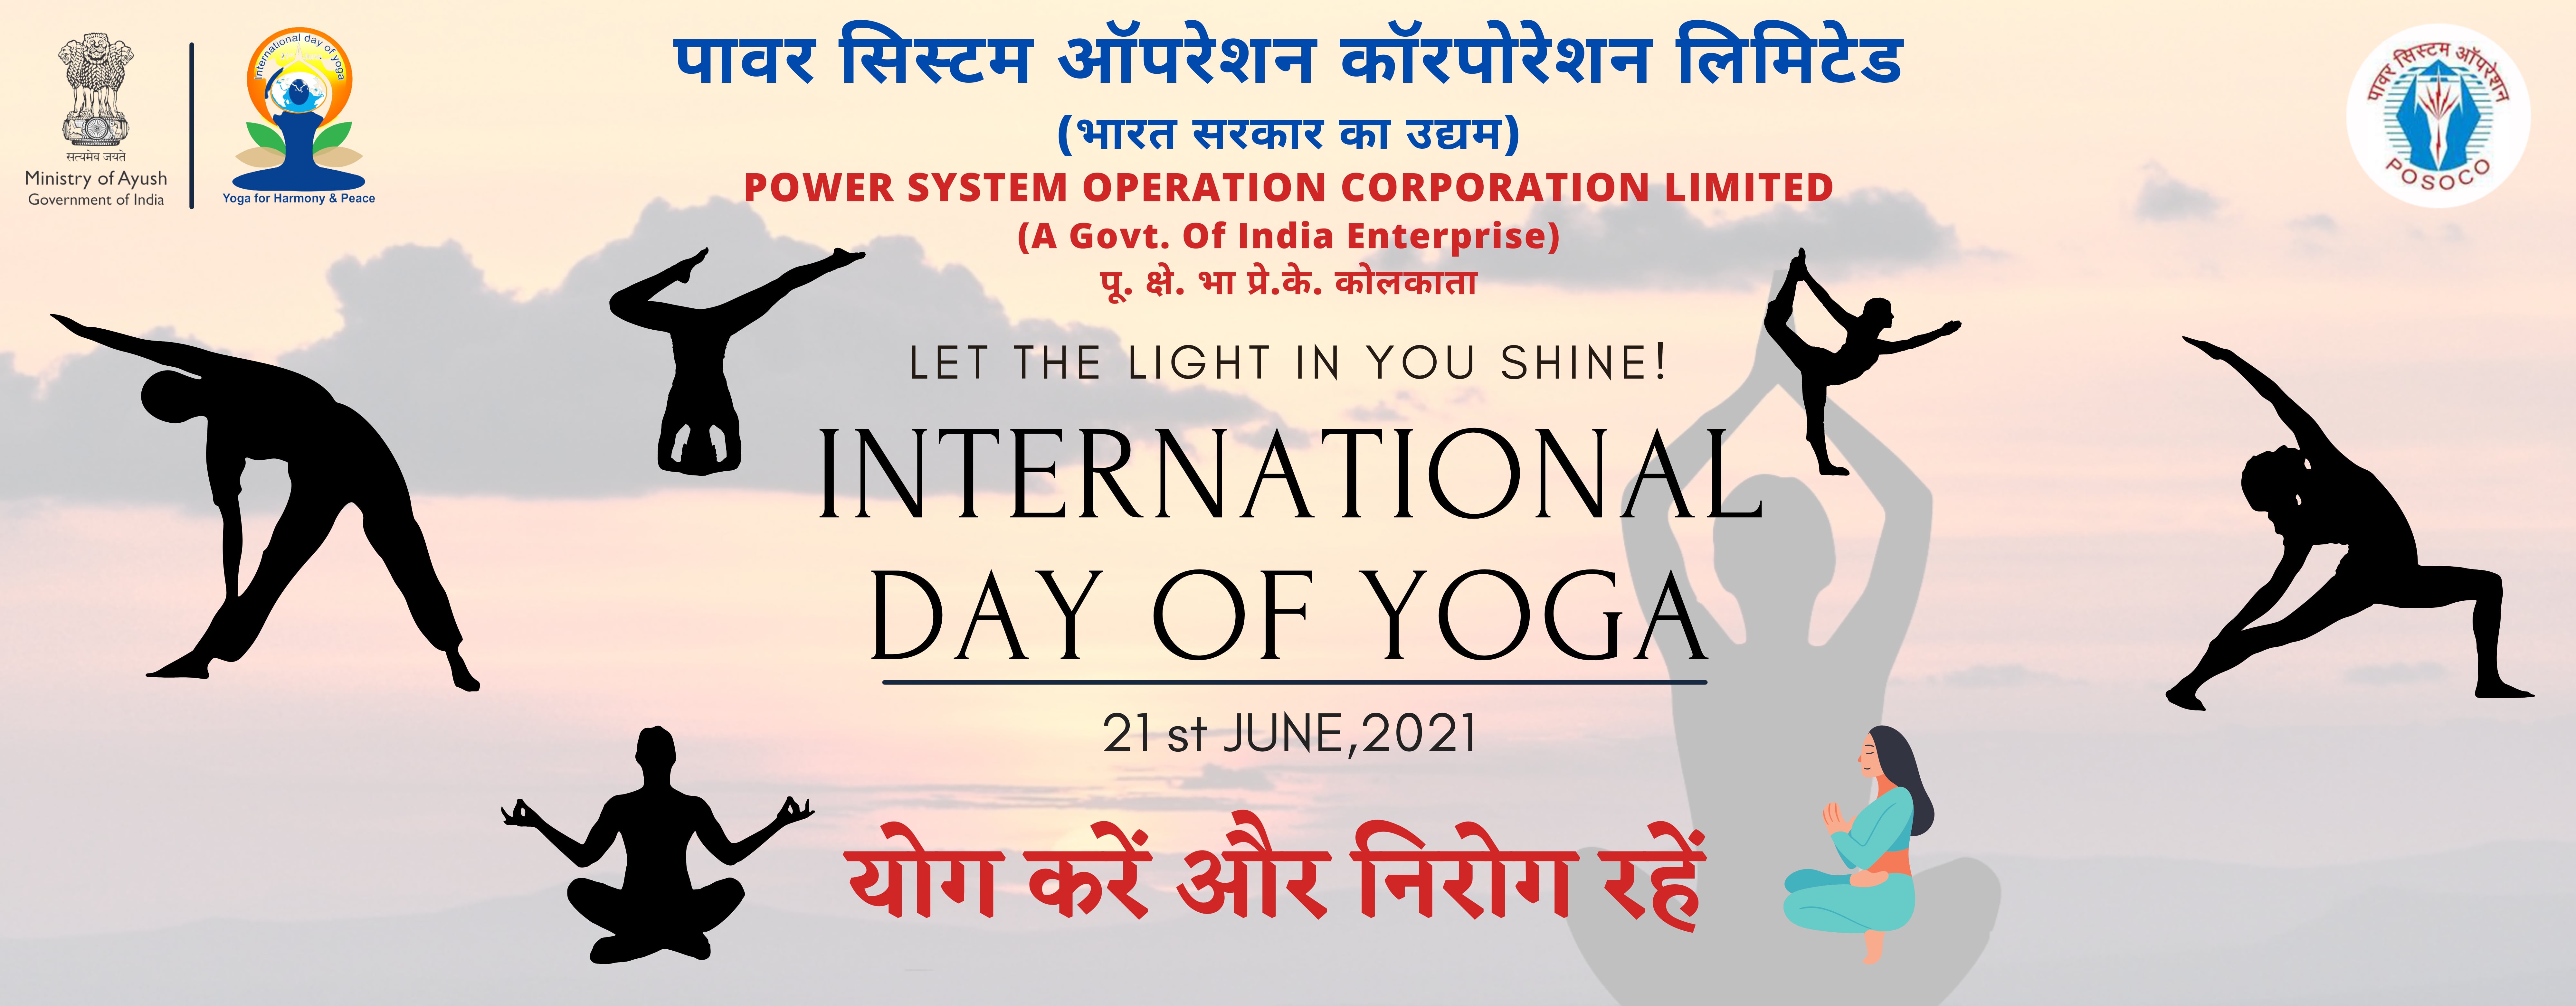 सत्यमेव जयते
Ministry of Ayush
Government of India
International day of yoga
Yoga for Harmony & Peace
पावर सिस्टम ऑपरेशन कॉरपोरेशन लिमिटेड
(भारत सरकार का उद्यम)
POWER SYSTEM OPERATION CORPORATION LIMITED
(A Govt. Of India Enterprise)
पू. क्षे. भा प्रे.के. कोलकाता
पावर सिस्टम ऑपरेशन
POSOCO
LET THE LIGHT IN YOU SHINE!
INTERNATIONAL
DAY OF YOGA
21 st JUNE,2021
योग करें और निरोग रहें